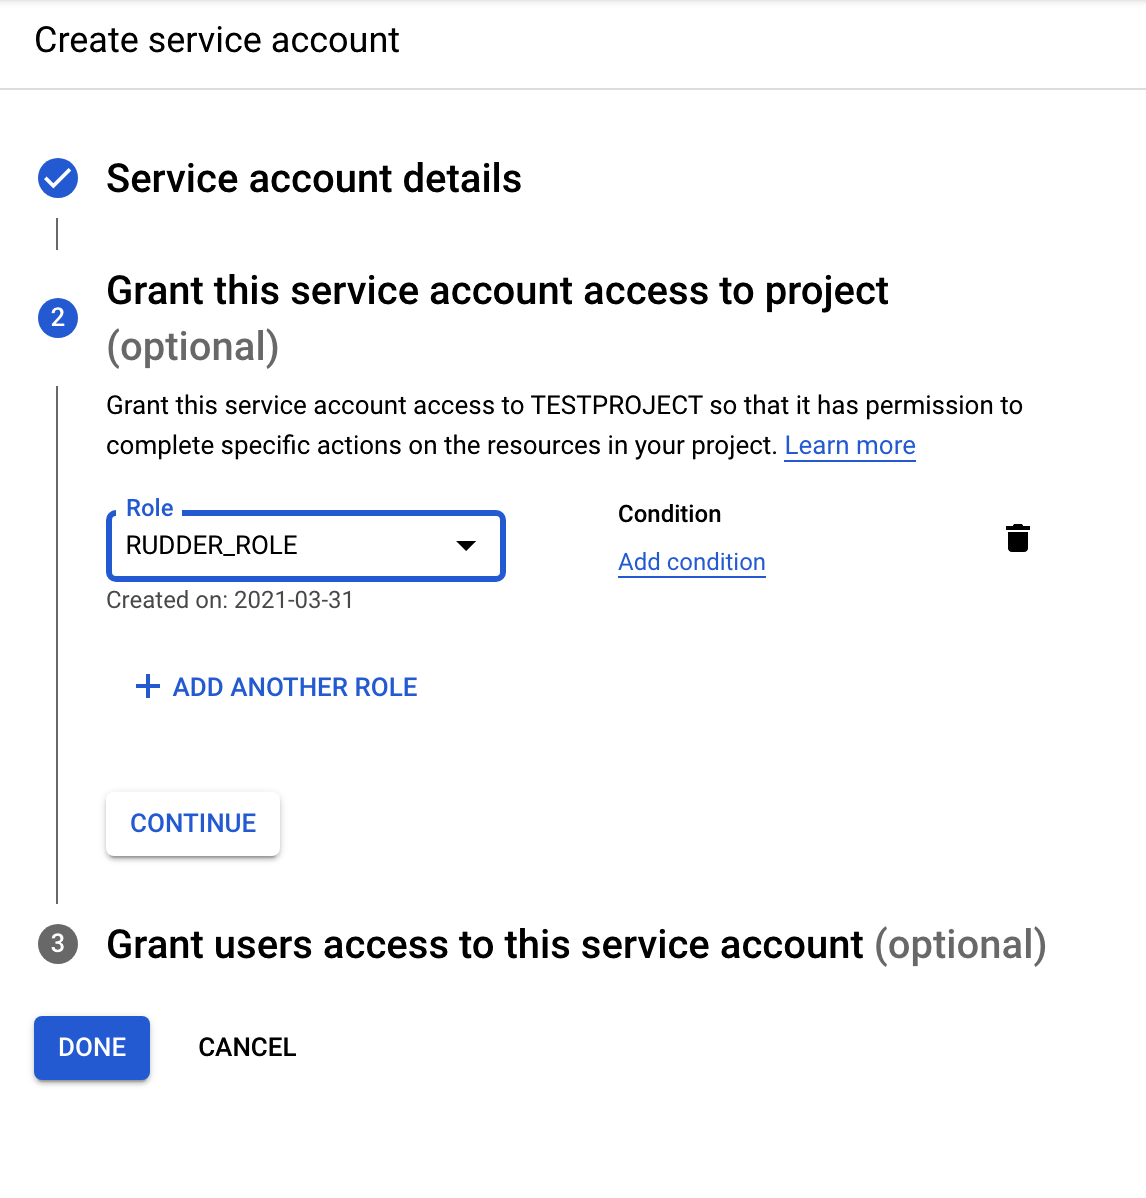 Create service account
Service account details
2
Grant this service account access to project
(optional)
Grant this service account access to TESTPROJECT so that it has permission to
complete specific actions on the resources in your project. Learn more
Role
RUDDER_ROLE
Created on: 2021-03-31
Condition
Add condition
+ ADD ANOTHER ROLE
CONTINUE
3
Grant users access to this service account (optional)
DONE
CANCEL